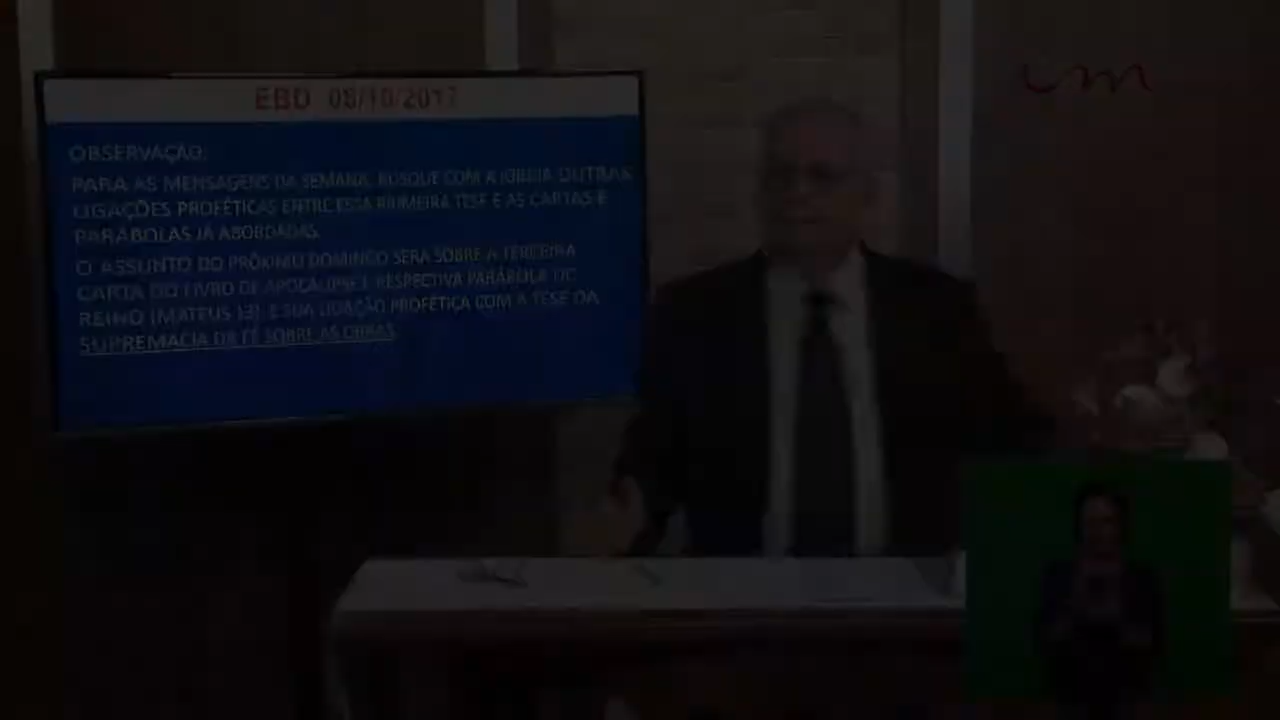 EBD 08/10/2017
OBSERVAÇÃO:
PARA AS MENSAGENS DA SEMANA, BUSQUE COM A IGREJA OUTRAS
LIGAÇÕES PROFÉTICAS ENTRE ESSA PRIMEIRA TESE E AS CARTAS E
PARÁBOLAS JÁ ABORDADAS.
O ASSUNTO DO PRÓXIMO DOMINGO SERÁ SOBRE A TERCEIRA
CARTA DO LIVRO DE APOCALIPSE E RESPECTIVA PARÁBOLA DO
REINO (MATEUS 13) E SUA LIGAÇÃO PROFÉTICA COM A TESE DA
SUPREMACIA DA FÉ SOBRE AS OBRAS.